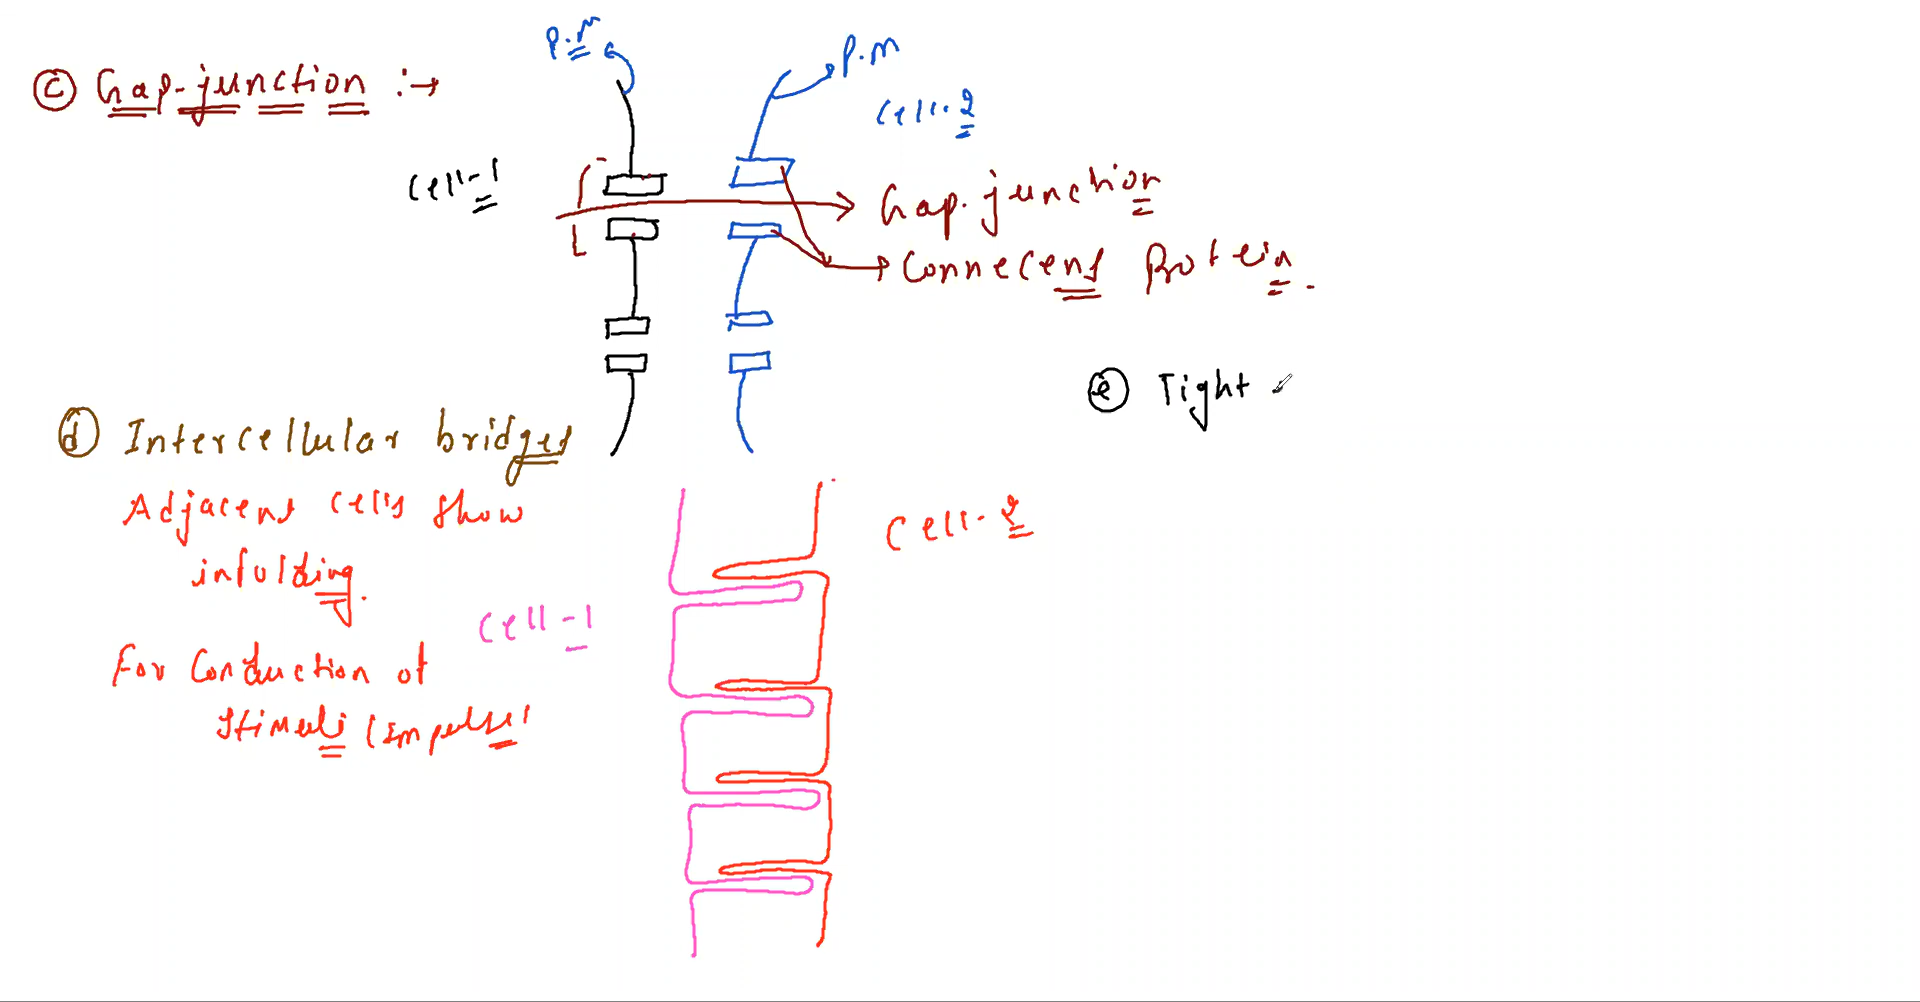 P.M
P.M
(c) Gap-junction :→
Cell-2
Cell-1
Gap-junction
Connecens Protein.
(e) Tight
(d) Intercellular bridges
Adjacent Cells show
infolding.
Cell-2
Cell-1
For Conduction of
Stimuli (Impulse)